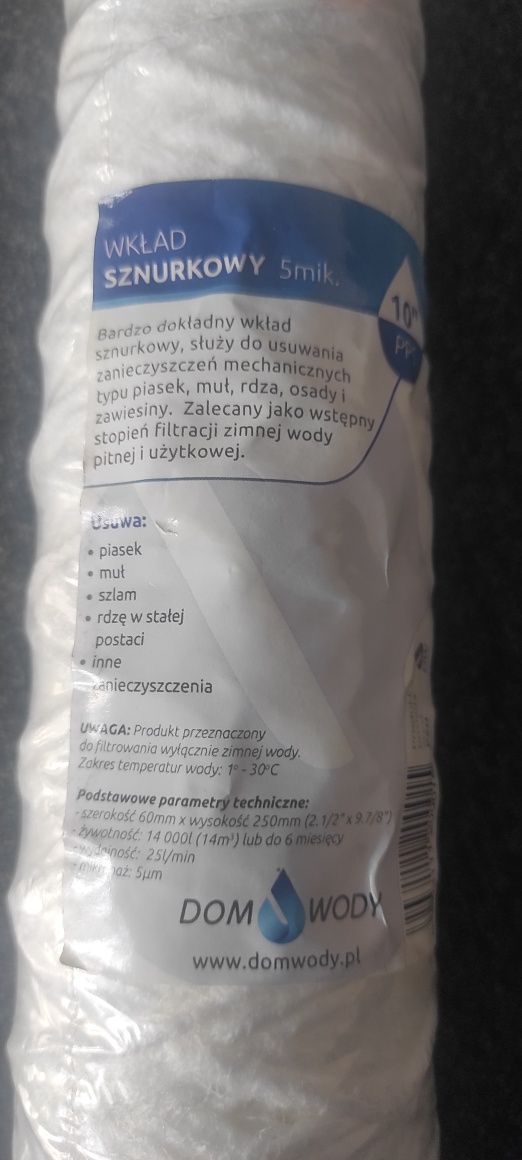 WKŁAD
SZNURKOWY 5mik.
10"
PP
Bardzo dokładny wkład
sznurkowy, służy do usuwania
zanieczyszczeń mechanicznych
typu piasek, muł, rdza, osady i
zawiesiny. Zalecany jako wstępny
stopień filtracji zimnej wody
pitnej i użytkowej.
Usuwa:
• piasek
• muł
• szlam
• rdzę w stałej
postaci
• inne
zanieczyszczenia
UWAGA: Produkt przeznaczony
do filtrowania wyłącznie zimnej wody.
Zakres temperatur wody: 1° - 30°C
Podstawowe parametry techniczne:
- szerokość 60mm x wysokość 250mm (2.1/2" x 9.7/8")
- żywotność: 14 000l (14m³) lub do 6 miesięcy
- wydajność: 25l/min
5µm
DOM WODY
www.domwody.pl